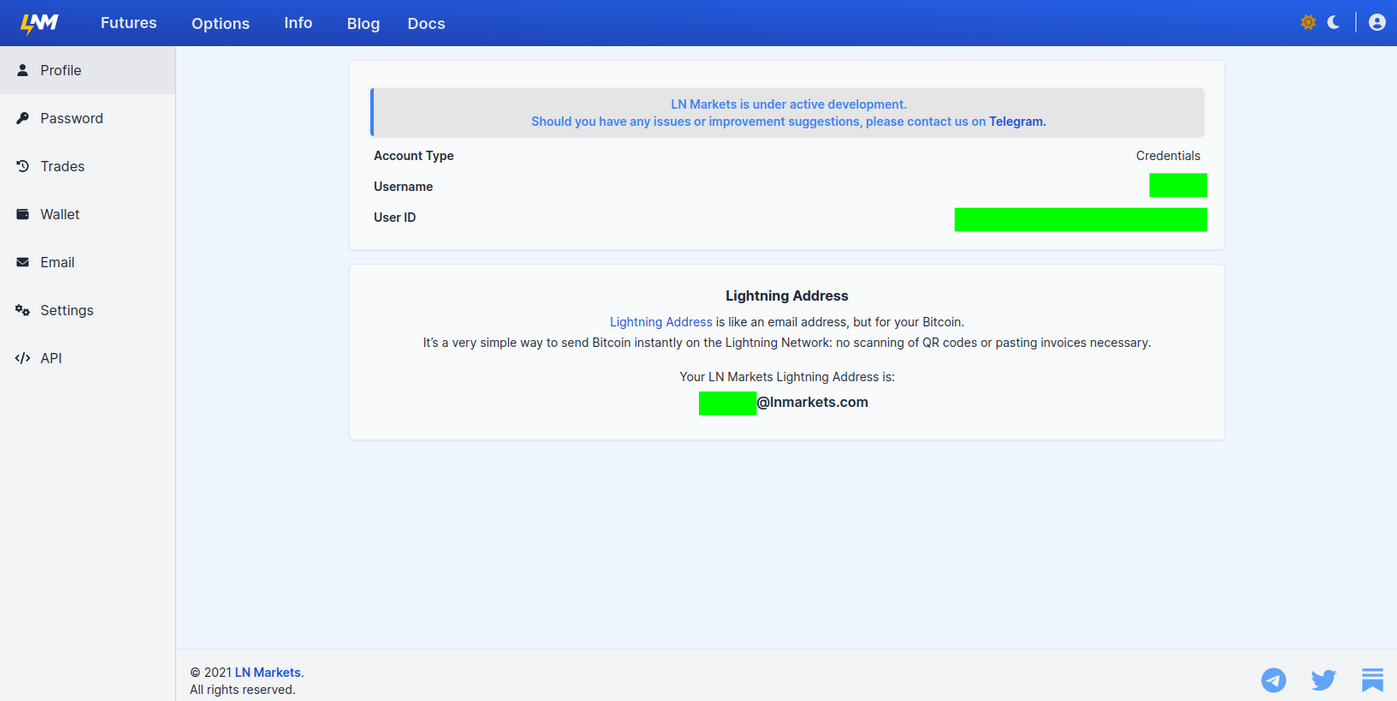 LNM
Futures
Options
Info
Blog
Docs
Profile
Password
Trades
Wallet
Email
Settings
API
LN Markets is under active development.
Should you have any issues or improvement suggestions, please contact us on Telegram.
Account Type
Credentials
Username
User ID
Lightning Address
Lightning Address is like an email address, but for your Bitcoin.
It's a very simple way to send Bitcoin instantly on the Lightning Network: no scanning of QR codes or pasting invoices necessary.
Your LN Markets Lightning Address is:
@lnmarkets.com
© 2021 LN Markets.
All rights reserved.